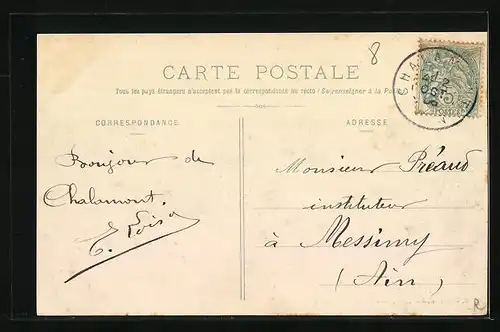 8
CARTE POSTALE
Tous les pays étrangers n'acceptent pas la correspondance au recto (Se renseigner à la Poste)
CORRESPONDANCE
ADRESSE
Bonjour de
Chalamont.
Monsieur Préaud
instituteur
à Messimy
(Ain)
R